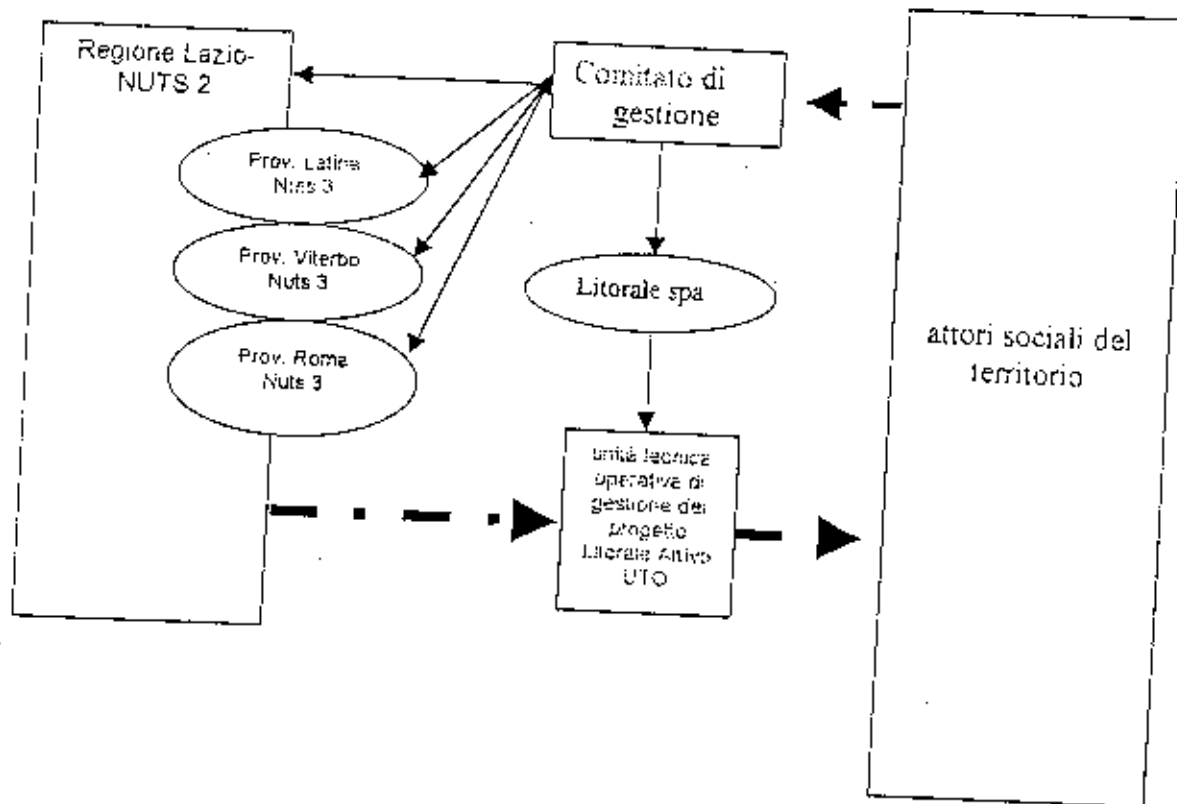 Regione Lazio-
NUTS 2
Prov. Latina
Nuts 3
Prov. Viterbo
Nuts 3
Prov. Roma
Nuts 3
Comitato di
gestione
Litorale spa
unità tecnica
operativa di
gestione del
progetto
Litorale Attivo
UTO
attori sociali del
territorio